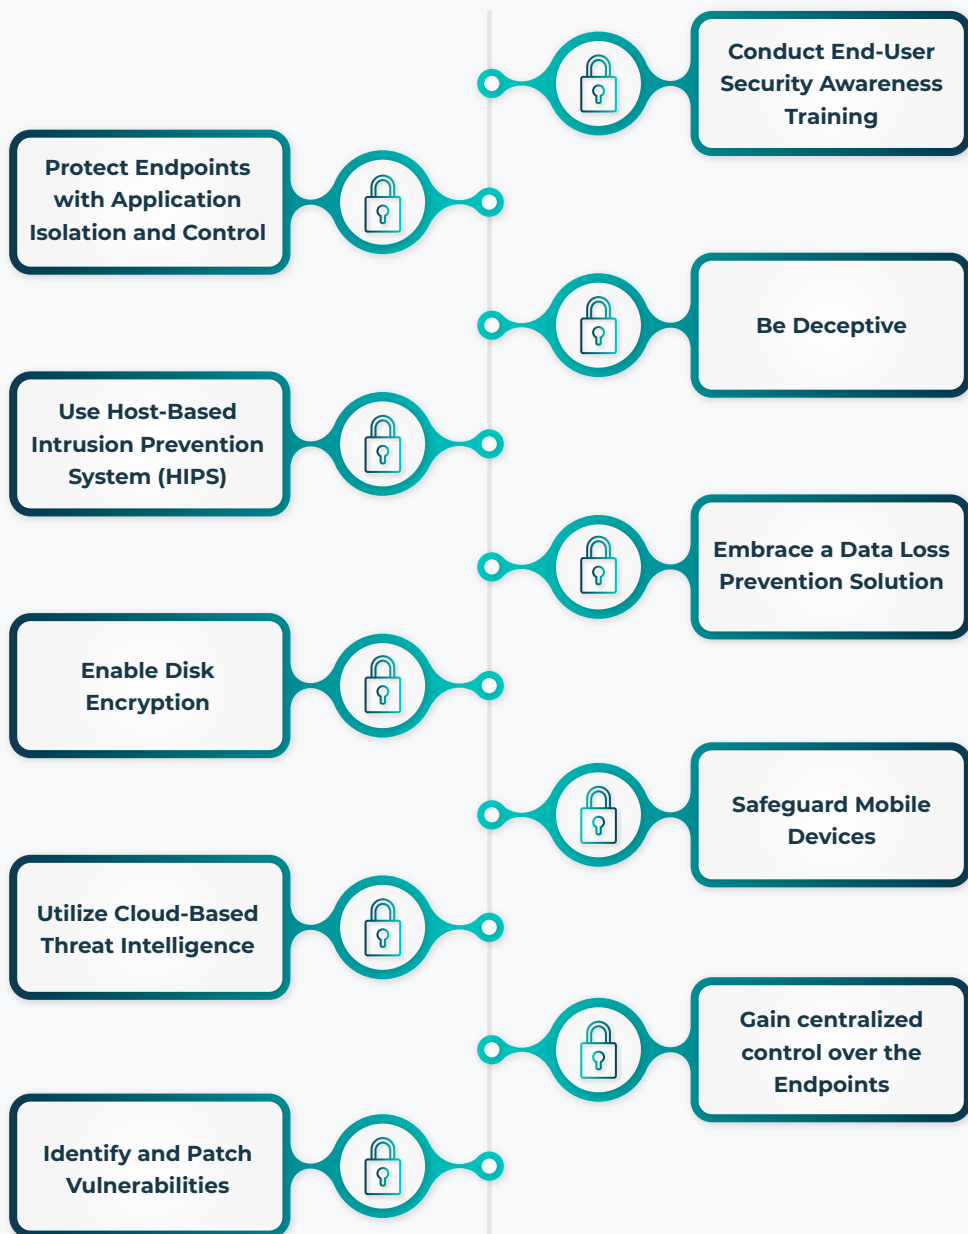 Conduct End-User
Security Awareness
Training
Protect Endpoints
with Application
Isolation and Control
Be Deceptive
Use Host-Based
Intrusion Prevention
System (HIPS)
Embrace a Data Loss
Prevention Solution
Enable Disk
Encryption
Safeguard Mobile
Devices
Utilize Cloud-Based
Threat Intelligence
Gain centralized
control over the
Endpoints
Identify and Patch
Vulnerabilities